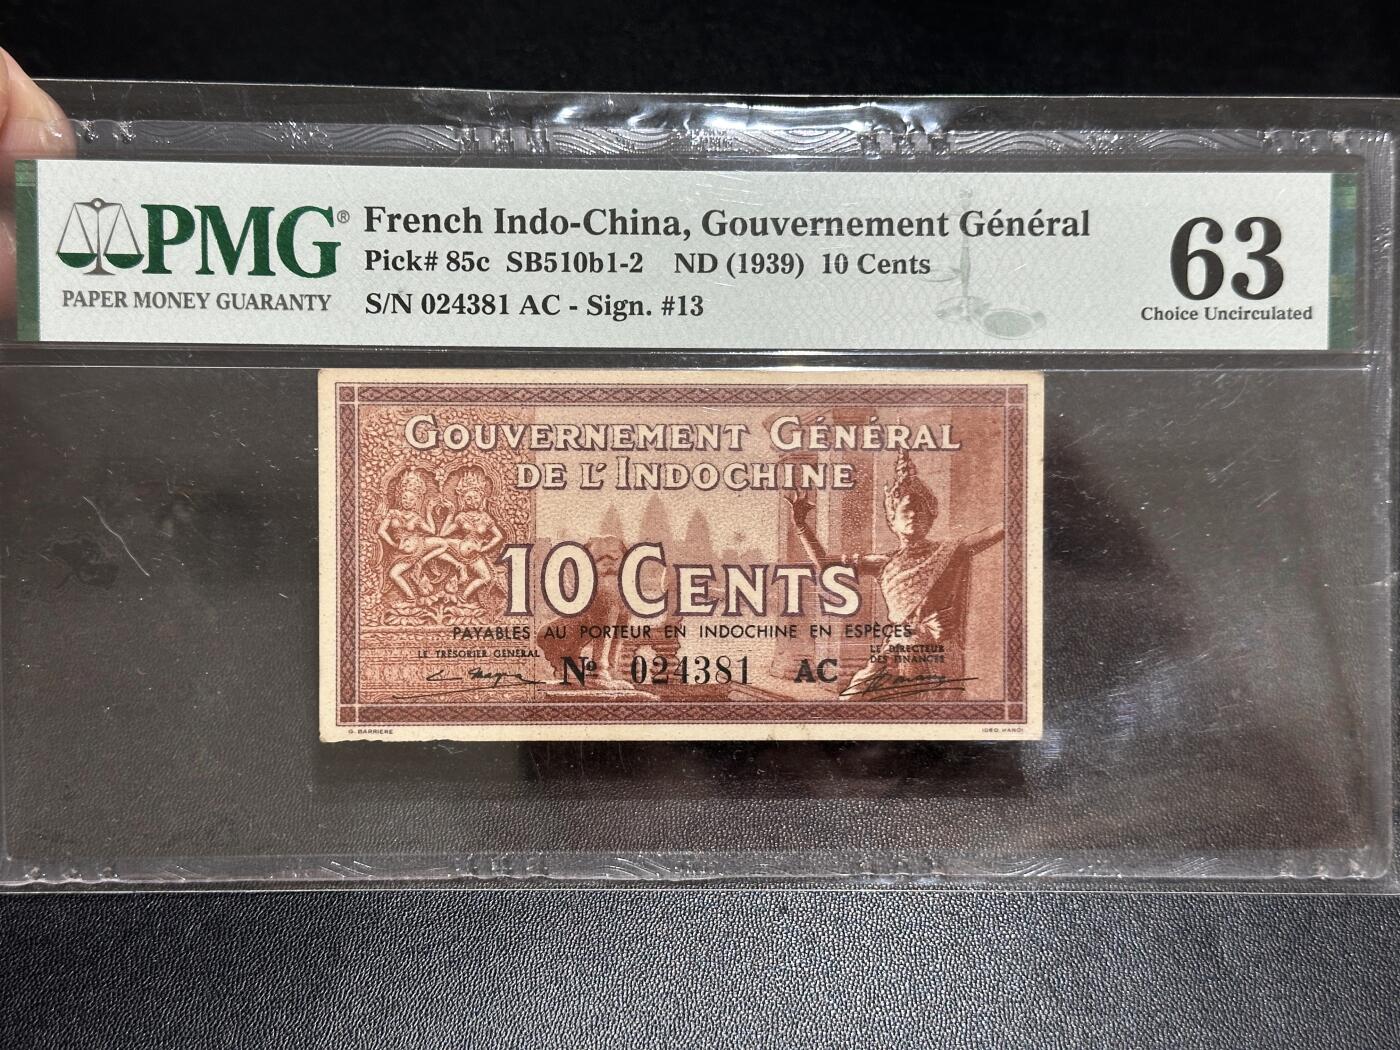 PMG®
PAPER MONEY GUARANTY
French Indo-China, Gouvernement Général
Pick# 85c SB510b1-2 ND (1939) 10 Cents
S/N 024381 AC - Sign. #13
63
Choice Uncirculated
GOUVERNEMENT GÉNÉRAL
DE L'INDOCHINE
10 CENTS
PAYABLES AU PORTEUR EN INDOCHINE EN ESPÈCES
LE TRÉSORIER GÉNÉRAL
LE DIRECTEUR
DES FINANCES
Nº 024381 AC
G. BARRIÈRE
IDEO HANOI